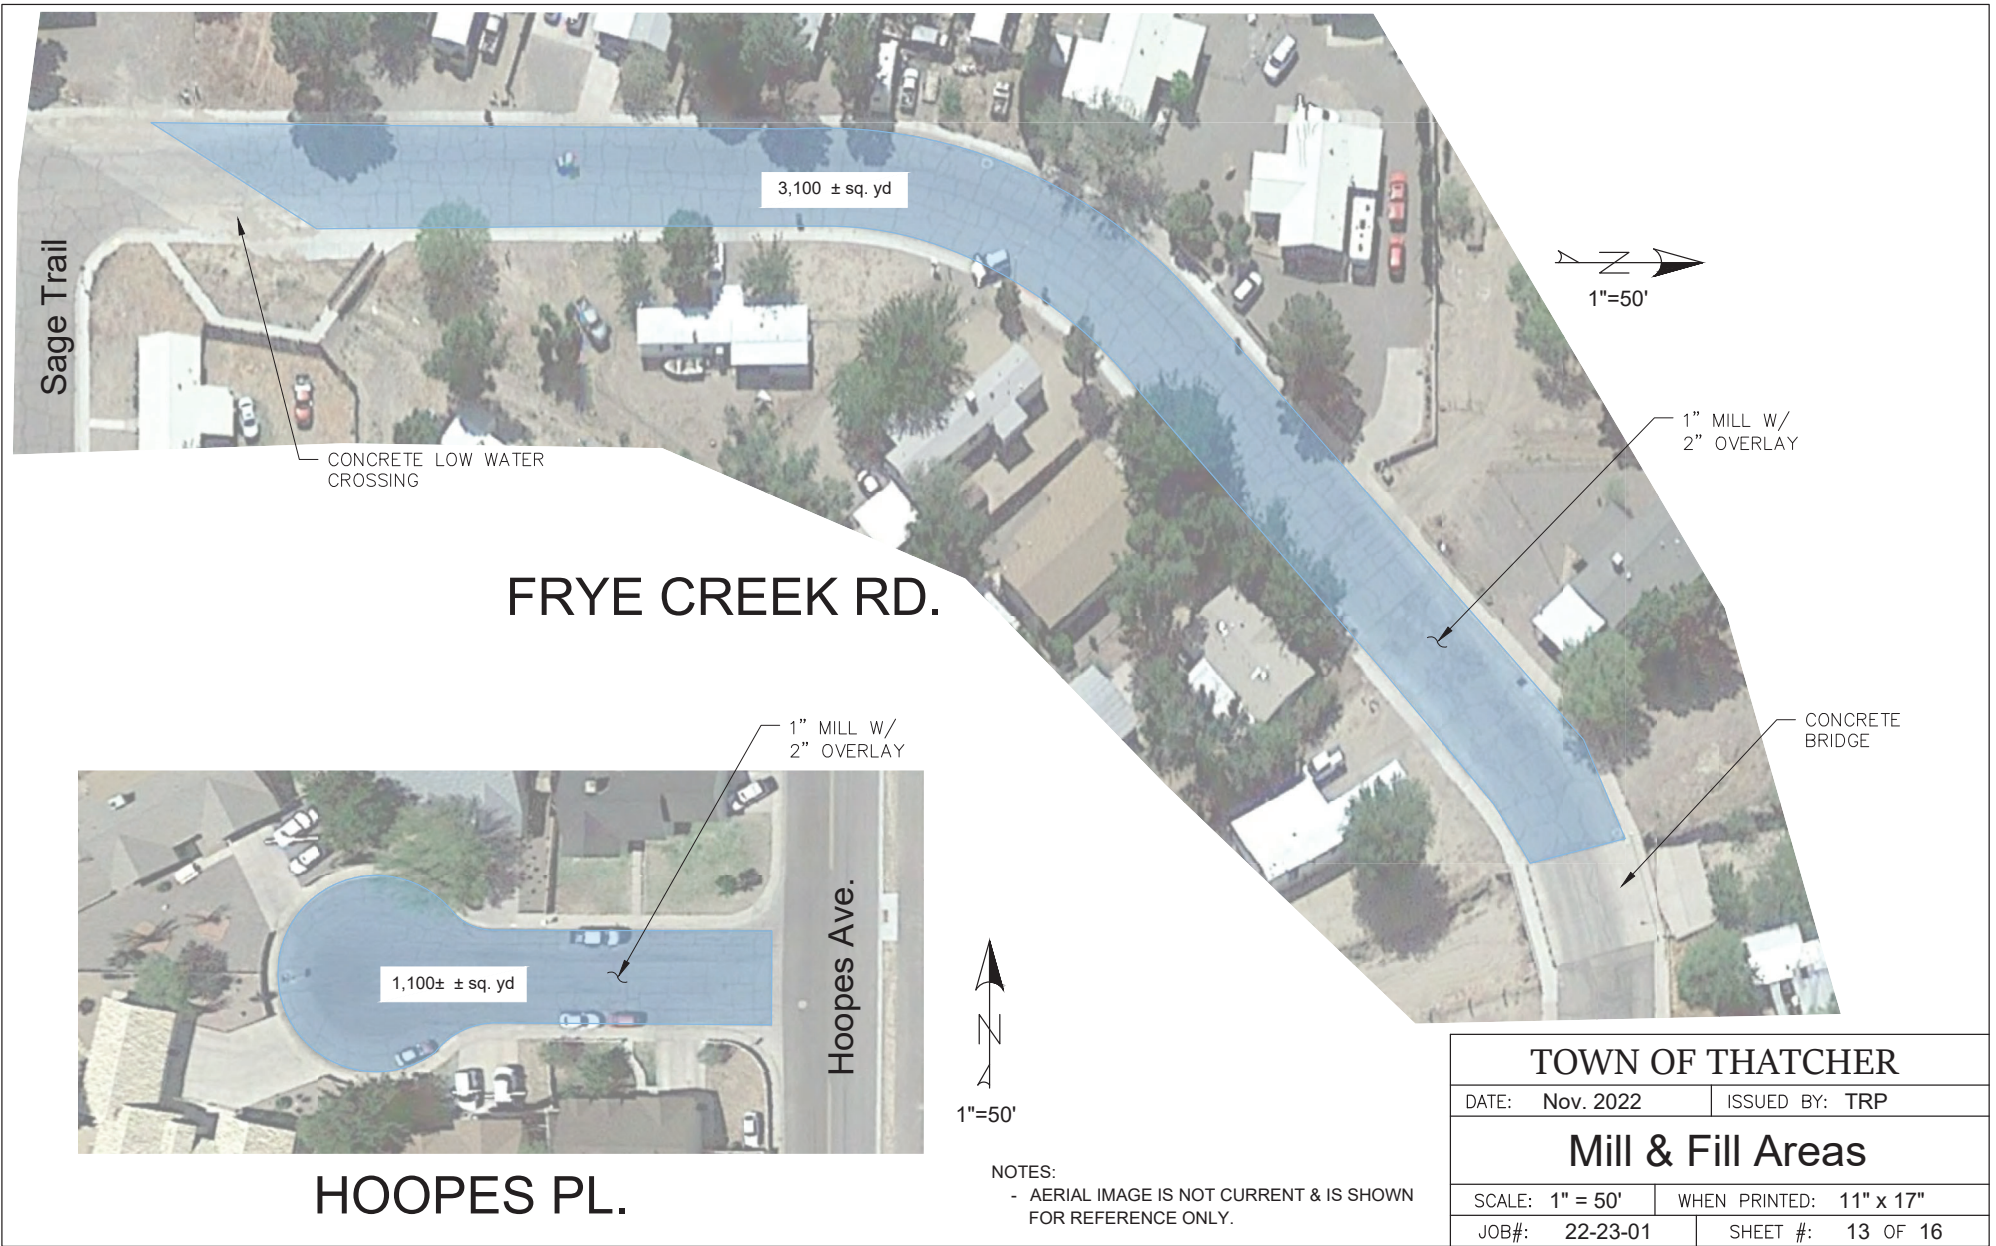 3,100 ± sq. yd
Sage Trail
N
1"=50'
1” MILL W/
2” OVERLAY
CONCRETE LOW WATER
CROSSING
FRYE CREEK RD.
CONCRETE
BRIDGE
1” MILL W/
2” OVERLAY
1,100± ± sq. yd
Hoopes Ave.
N
1"=50'
HOOPES PL.
NOTES:
- AERIAL IMAGE IS NOT CURRENT & IS SHOWN
FOR REFERENCE ONLY.
TOWN OF THATCHER
DATE: Nov. 2022 ISSUED BY: TRP
Mill & Fill Areas
SCALE: 1" = 50' WHEN PRINTED: 11" x 17"
JOB#: 22-23-01 SHEET #: 13 OF 16